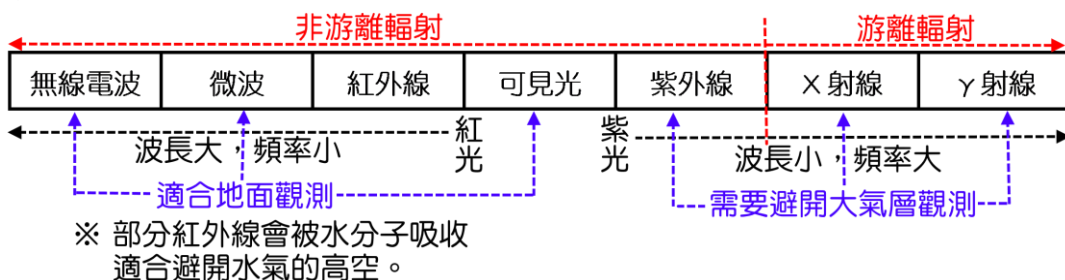 非游離輻射 游離輻射
無線電波 微波 紅外線 可見光 紫外線 X射線 γ射線
波長大，頻率小 紅光 紫光 波長小，頻率大
適合地面觀測 需要避開大氣層觀測
※ 部分紅外線會被水分子吸收
適合避開水氣的高空。